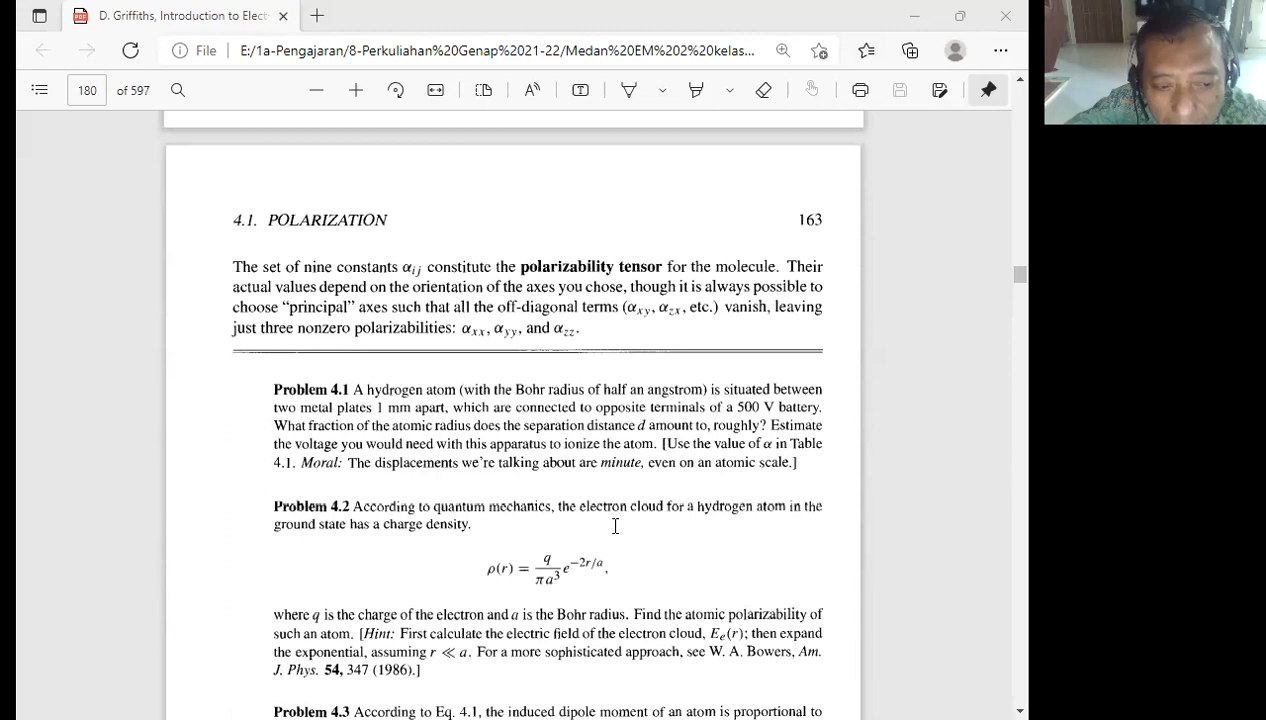 D. Griffiths, Introduction to Elect
File E:/1a-Pengajaran/8-Perkuliahan%20Genap%2021-22/Medan%20EM%202%20kelas...
180 of 597
4.1. POLARIZATION 163
The set of nine constants αij constitute the polarizability tensor for the molecule. Their
actual values depend on the orientation of the axes you chose, though it is always possible to
choose “principal” axes such that all the off-diagonal terms (αxy, αzx, etc.) vanish, leaving
just three nonzero polarizabilities: αxx, αyy, and αzz.
Problem 4.1 A hydrogen atom (with the Bohr radius of half an angstrom) is situated between
two metal plates 1 mm apart, which are connected to opposite terminals of a 500 V battery.
What fraction of the atomic radius does the separation distance d amount to, roughly? Estimate
the voltage you would need with this apparatus to ionize the atom. [Use the value of α in Table
4.1. Moral: The displacements we're talking about are minute, even on an atomic scale.]
Problem 4.2 According to quantum mechanics, the electron cloud for a hydrogen atom in the
ground state has a charge density.
ρ(r) = q/πa³ e^−2r/a,
where q is the charge of the electron and a is the Bohr radius. Find the atomic polarizability of
such an atom. [Hint: First calculate the electric field of the electron cloud, Ee(r); then expand
the exponential, assuming r ≪ a. For a more sophisticated approach, see W. A. Bowers, Am.
J. Phys. 54, 347 (1986).]
Problem 4.3 According to Eq. 4.1, the induced dipole moment of an atom is proportional to